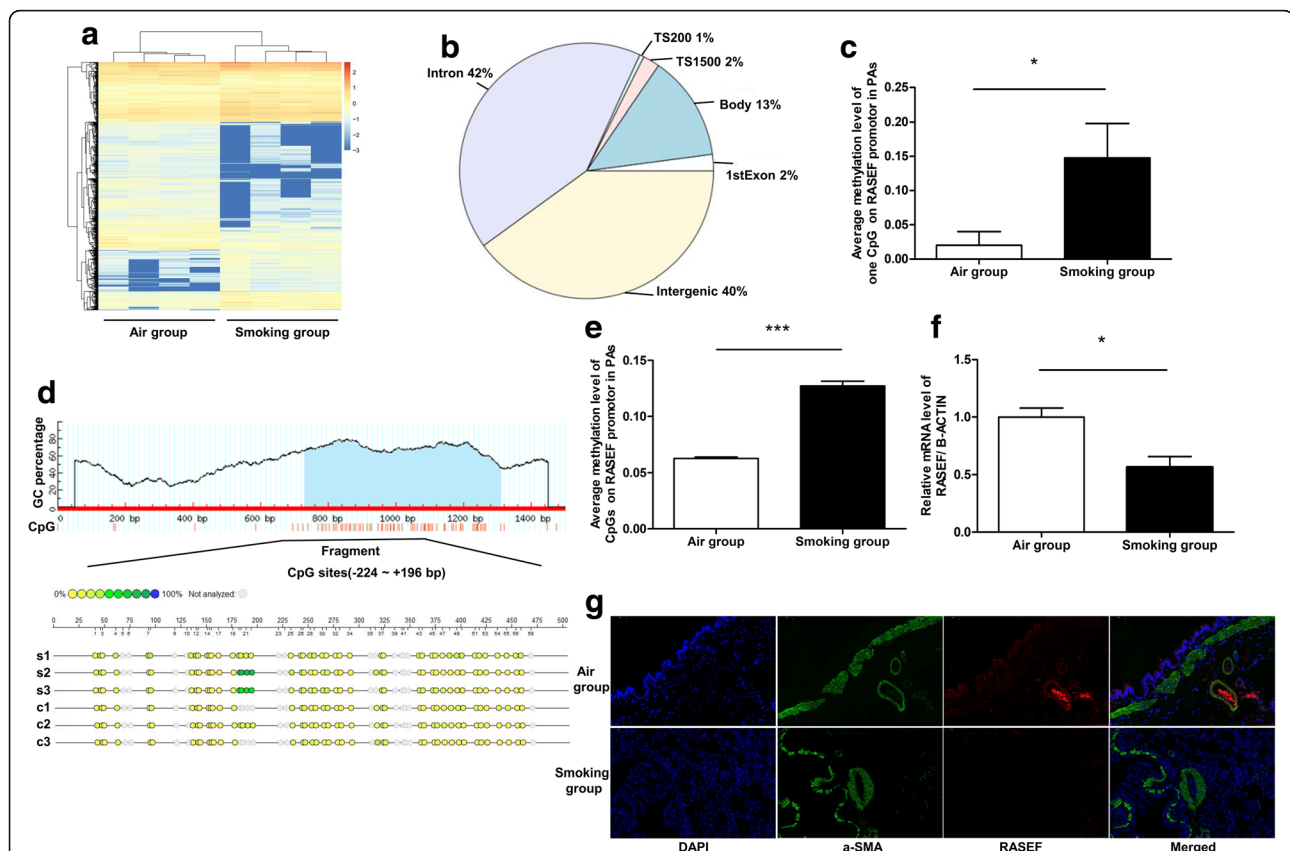 a
2
1
0
−1
−2
−3
Air group
Smoking group
b
TS200 1%
TS1500 2%
Intron 42%
Body 13%
1stExon 2%
Intergenic 40%
c
*
Average methylation level of
one CpG on RASEF promotor in PAs
0.25
0.20
0.15
0.10
0.05
0.00
Air group
Smoking group
d
GC percentage
0 20 40 60 80
0
200 bp
400 bp
600 bp
800 bp
1000 bp
1200 bp
1400 bp
CpG
Fragment
CpG sites(-224 ~ +196 bp)
0%
100%
Not analyzed:
0 25 50 75 100 125 150 175 200 225 250 275 300 325 350 375 400 425 450 475 500
s1
s2
s3
c1
c2
c3
e
***
Average methylation level of
CpGs on RASEF promotor in PAs
0.15
0.10
0.05
0.00
Air group
Smoking group
f
*
Relative mRNA level of
RASEF/ B-ACTIN
1.5
1.0
0.5
0.0
Air group
Smoking group
g
Air
group
Smoking
group
DAPI
a-SMA
RASEF
Merged